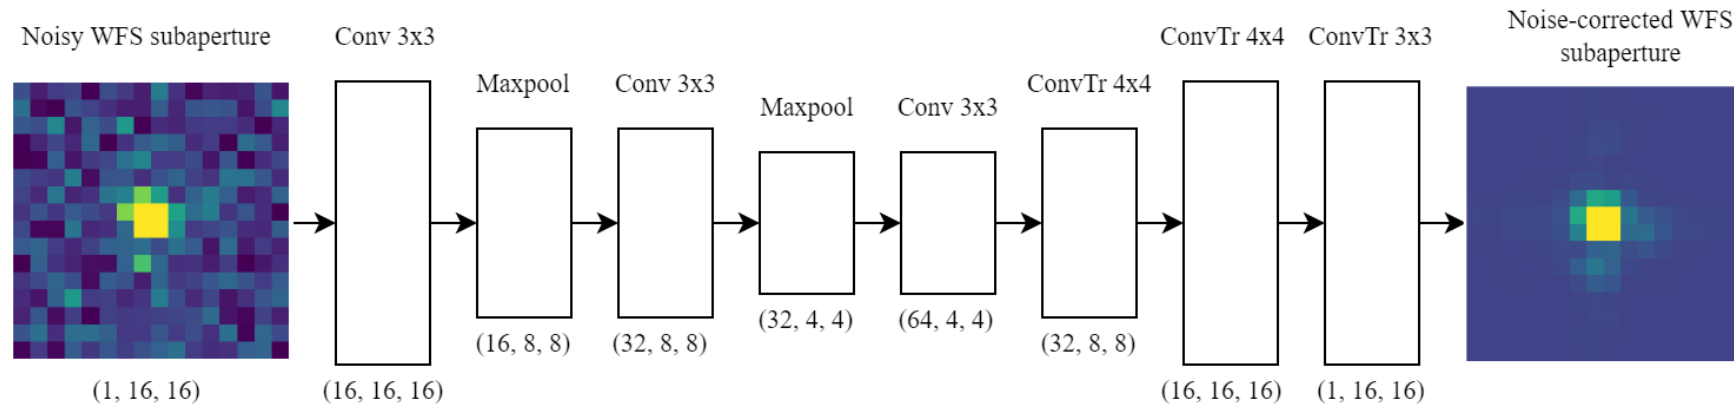 Noisy WFS subaperture
(1, 16, 16)
Conv 3x3
(16, 16, 16)
Maxpool
(16, 8, 8)
Conv 3x3
(32, 8, 8)
Maxpool
(32, 4, 4)
Conv 3x3
(64, 4, 4)
ConvTr 4x4
(32, 8, 8)
ConvTr 4x4
(16, 16, 16)
ConvTr 3x3
(1, 16, 16)
Noise-corrected WFS
subaperture